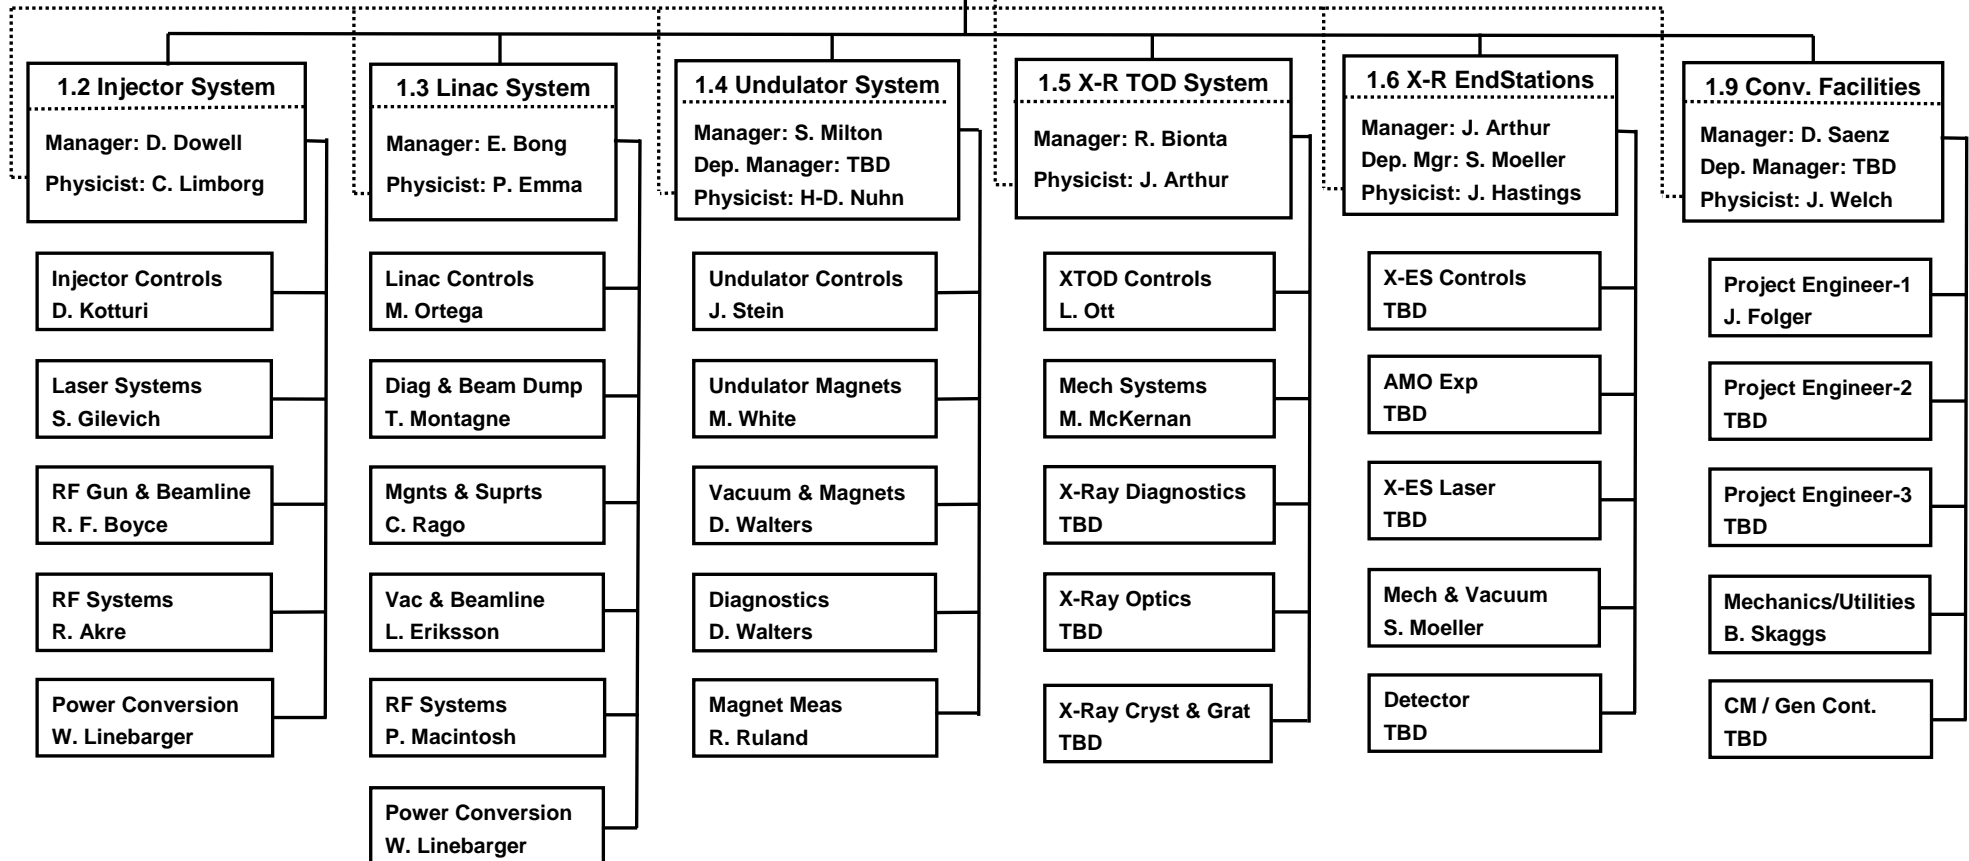 1.2 Injector System
Manager: D. Dowell
Physicist: C. Limborg
Injector Controls
D. Kotturi
Laser Systems
S. Gilevich
RF Gun & Beamline
R. F. Boyce
RF Systems
R. Akre
Power Conversion
W. Linebarger
1.3 Linac System
Manager: E. Bong
Physicist: P. Emma
Linac Controls
M. Ortega
Diag & Beam Dump
T. Montagne
Mgnts & Suprts
C. Rago
Vac & Beamline
L. Eriksson
RF Systems
P. Macintosh
Power Conversion
W. Linebarger
1.4 Undulator System
Manager: S. Milton
Dep. Manager: TBD
Physicist: H-D. Nuhn
Undulator Controls
J. Stein
Undulator Magnets
M. White
Vacuum & Magnets
D. Walters
Diagnostics
D. Walters
Magnet Meas
R. Ruland
1.5 X-R TOD System
Manager: R. Bionta
Physicist: J. Arthur
XTOD Controls
L. Ott
Mech Systems
M. McKernan
X-Ray Diagnostics
TBD
X-Ray Optics
TBD
X-Ray Cryst & Grat
TBD
1.6 X-R EndStations
Manager: J. Arthur
Dep. Mgr: S. Moeller
Physicist: J. Hastings
X-ES Controls
TBD
AMO Exp
TBD
X-ES Laser
TBD
Mech & Vacuum
S. Moeller
Detector
TBD
1.9 Conv. Facilities
Manager: D. Saenz
Dep. Manager: TBD
Physicist: J. Welch
Project Engineer-1
J. Folger
Project Engineer-2
TBD
Project Engineer-3
TBD
Mechanics/Utilities
B. Skaggs
CM / Gen Cont.
TBD